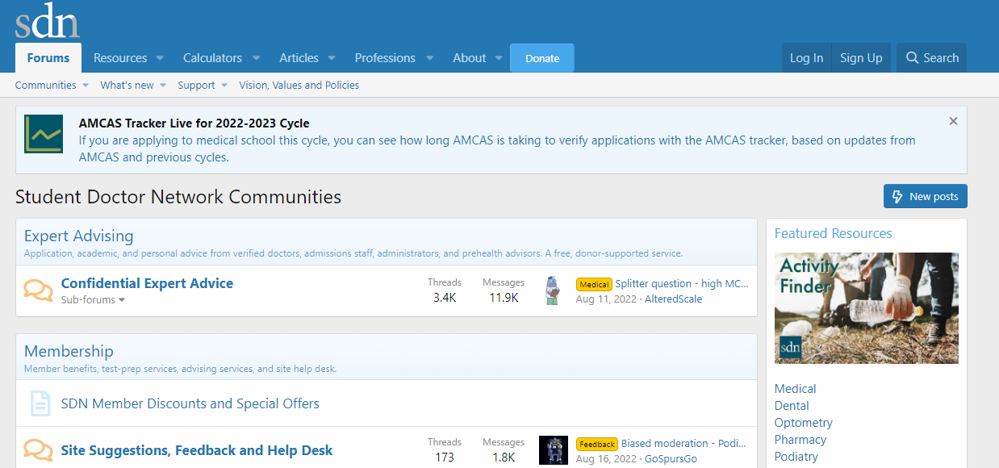 sdn
Forums Resources Calculators Articles Professions About Donate Log In Sign Up Search
Communities What's new Support Vision, Values and Policies
AMCAS Tracker Live for 2022-2023 Cycle
If you are applying to medical school this cycle, you can see how long AMCAS is taking to verify applications with the AMCAS tracker, based on updates from
AMCAS and previous cycles.
Student Doctor Network Communities
New posts
Expert Advising
Application, academic, and personal advice from verified doctors, admissions staff, administrators, and prehealth advisors. A free, donor-supported service.
Confidential Expert Advice
Sub-forums
Threads
3.4K
Messages
11.9K
Medical Splitter question - high MC...
Aug 11, 2022 · AlteredScale
Membership
Member benefits, test-prep services, advising services, and site help desk.
SDN Member Discounts and Special Offers
Site Suggestions, Feedback and Help Desk
Threads
173
Messages
1.8K
Feedback Biased moderation - Podi...
Aug 16, 2022 · GoSpursGo
Featured Resources
Activity
Finder
sdn
Medical
Dental
Optometry
Pharmacy
Podiatry